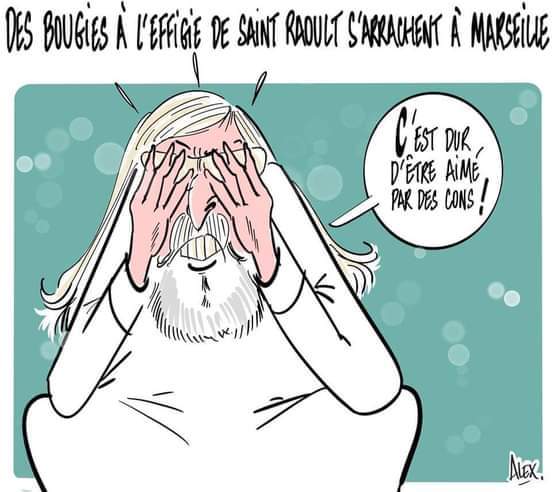 DES BOUGIES À L'EFFIGIE DE SAINT RAOULT S'ARRACHENT À MARSEILLE
C'EST DUR
D'ÊTRE AIMÉ
PAR DES CONS !
ALEX.